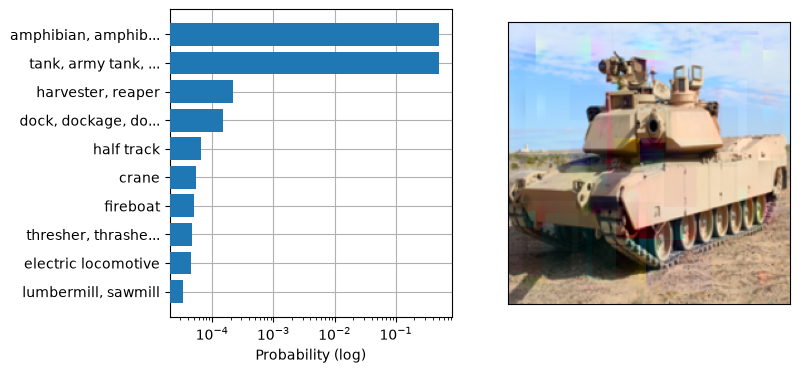 amphibian, amphib...
tank, army tank, ...
harvester, reaper
dock, dockage, do...
half track
crane
fireboat
thresher, thrashe...
electric locomotive
lumbermill, sawmill
10⁻⁴ 10⁻³ 10⁻² 10⁻¹
Probability (log)